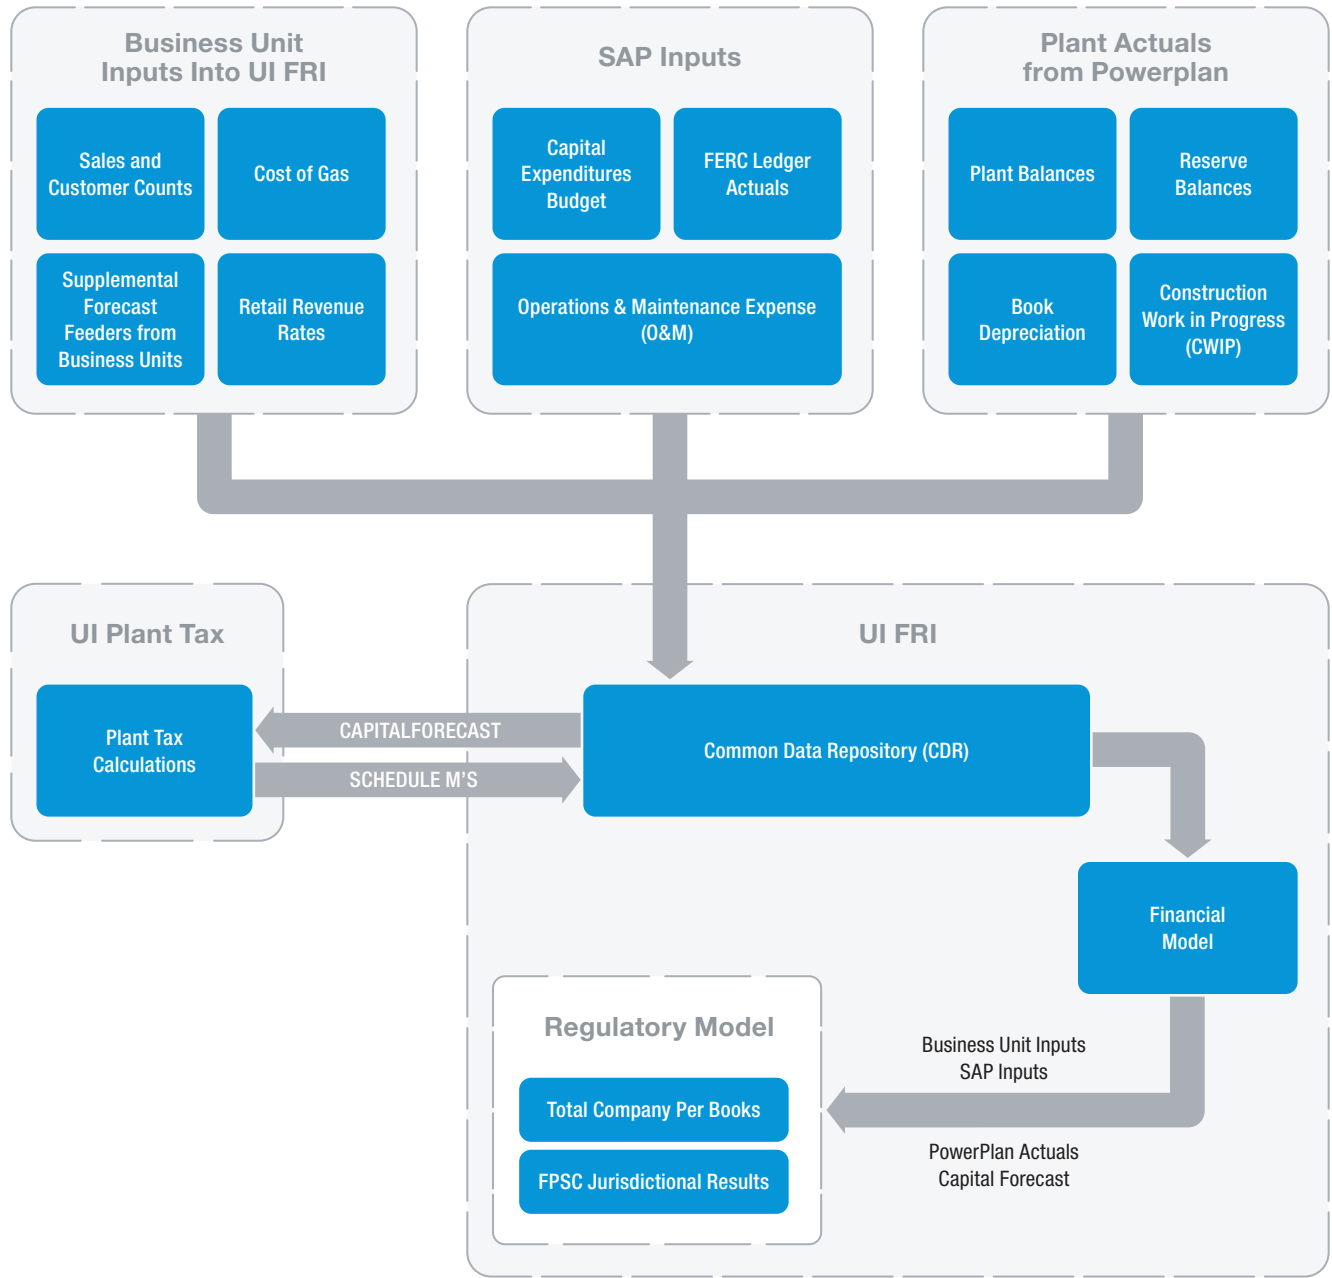 Business Unit
Inputs Into UI FRI
Sales and
Customer Counts
Cost of Gas
Supplemental
Forecast
Feeders from
Business Units
Retail Revenue
Rates
SAP Inputs
Capital
Expenditures
Budget
FERC Ledger
Actuals
Operations & Maintenance Expense
(O&M)
Plant Actuals
from Powerplan
Plant Balances
Reserve
Balances
Book
Depreciation
Construction
Work in Progress
(CWIP)
UI Plant Tax
Plant Tax
Calculations
CAPITALFORECAST
SCHEDULE M'S
UI FRI
Common Data Repository (CDR)
Financial
Model
Business Unit Inputs
SAP Inputs
PowerPlan Actuals
Capital Forecast
Regulatory Model
Total Company Per Books
FPSC Jurisdictional Results